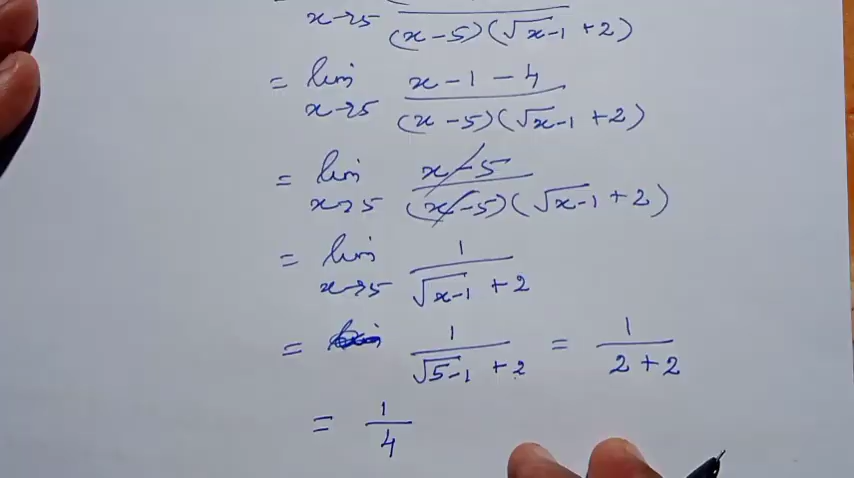 x→5 (x-5)(√x-1 +2)
= lim x→5 x-1-4 / (x-5)(√x-1 +2)
= lim x→5 x-5 / (x-5)(√x-1 +2)
= lim x→5 1 / √x-1 +2
= 1 / √5-1 +2 = 1 / 2+2
= 1/4